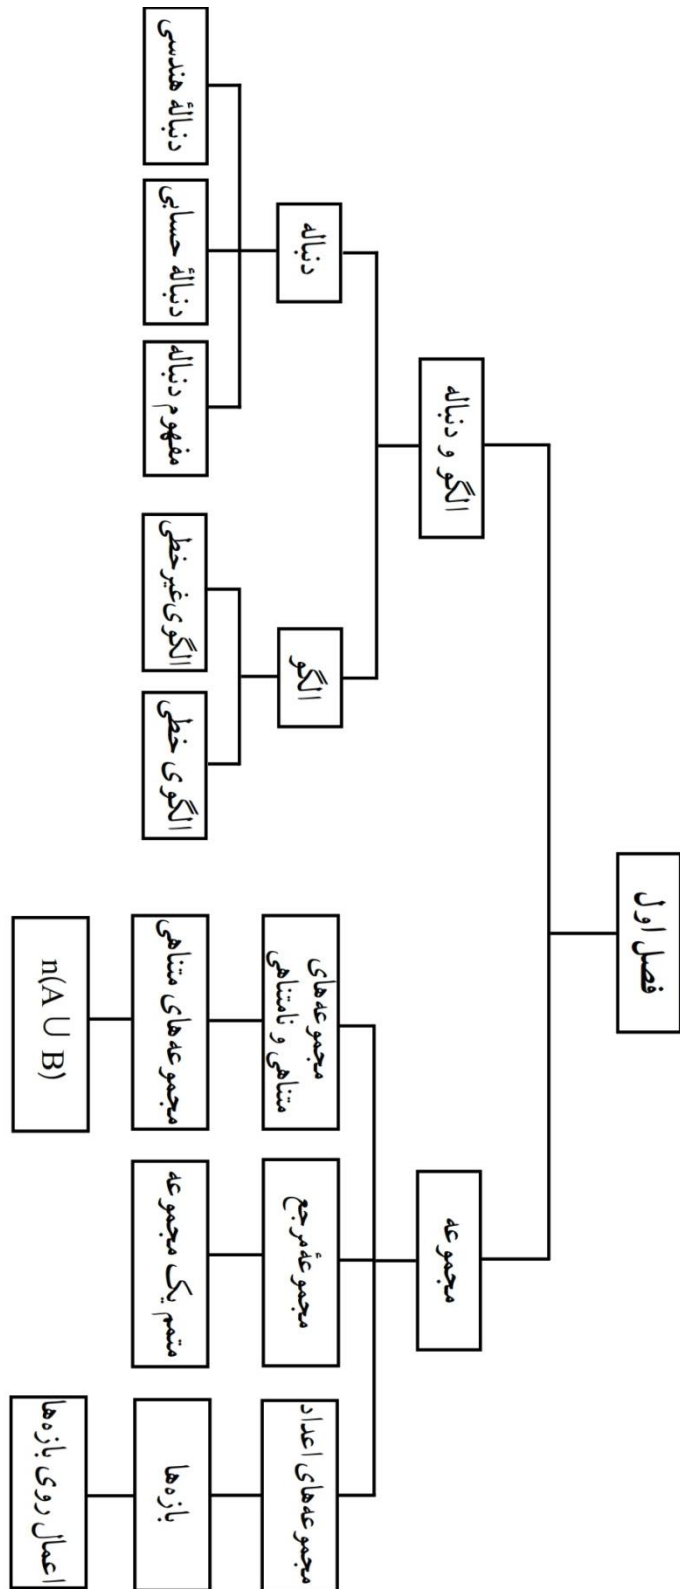 فصل اول
مجموعه
الگو و دنباله
مجموعه‌های اعداد
مجموعهٔ مرجع
مجموعه‌های
متناهی و نامتناهی
الگو
دنباله
بازه‌ها
متمم یک مجموعه
مجموعه‌های متناهی
الگوی خطی
الگوی غیرخطی
مفهوم دنباله
دنبالهٔ حسابی
دنبالهٔ هندسی
اعمال روی بازه‌ها
n(A ∪ B)